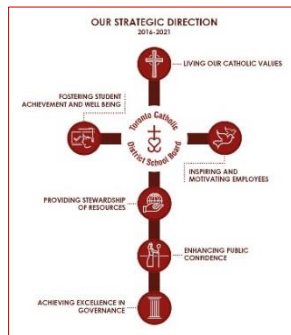 OUR STRATEGIC DIRECTION
2016-2021
LIVING OUR CATHOLIC VALUES
FOSTERING STUDENT
ACHIEVEMENT AND WELL BEING
Toronto Catholic
District School Board
INSPIRING AND
MOTIVATING EMPLOYEES
PROVIDING STEWARDSHIP
OF RESOURCES
ENHANCING PUBLIC
CONFIDENCE
ACHIEVING EXCELLENCE IN
GOVERNANCE